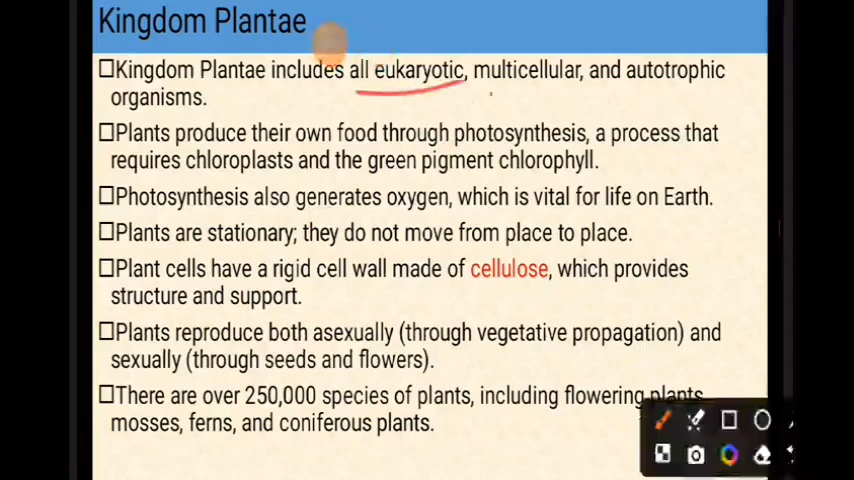 Kingdom Plantae
□Kingdom Plantae includes all eukaryotic, multicellular, and autotrophic
organisms.
□Plants produce their own food through photosynthesis, a process that
requires chloroplasts and the green pigment chlorophyll.
□Photosynthesis also generates oxygen, which is vital for life on Earth.
□Plants are stationary; they do not move from place to place.
□Plant cells have a rigid cell wall made of cellulose, which provides
structure and support.
□Plants reproduce both asexually (through vegetative propagation) and
sexually (through seeds and flowers).
□There are over 250,000 species of plants, including flowering plants
mosses, ferns, and coniferous plants.